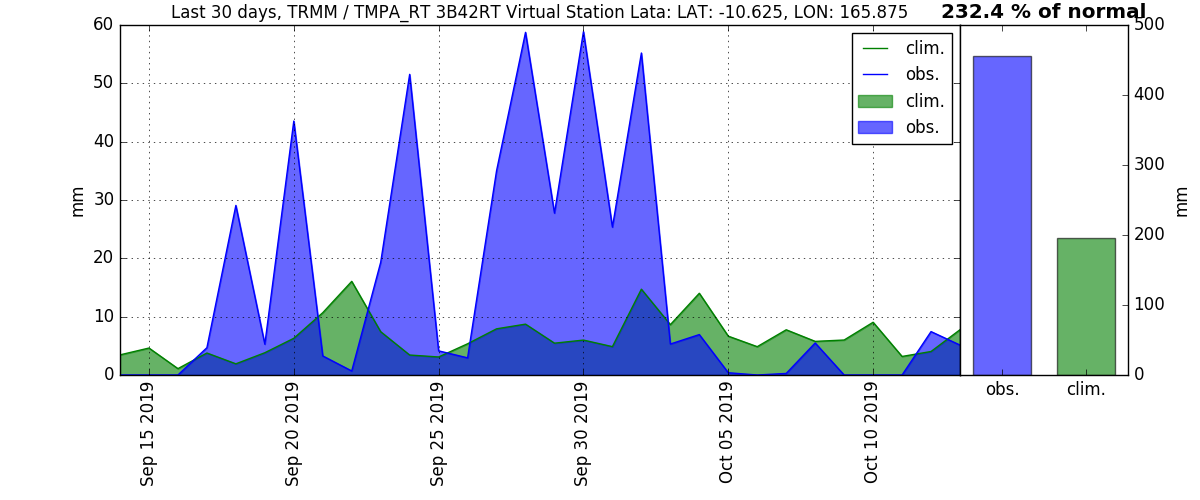 Last 30 days, TRMM / TMPA_RT 3B42RT Virtual Station Lata: LAT: -10.625, LON: 165.875
232.4 % of normal
mm
60
50
40
30
20
10
0
clim.
obs.
clim.
obs.
Sep 15 2019
Sep 20 2019
Sep 25 2019
Sep 30 2019
Oct 05 2019
Oct 10 2019
500
400
300
200
100
0
mm
obs.
clim.